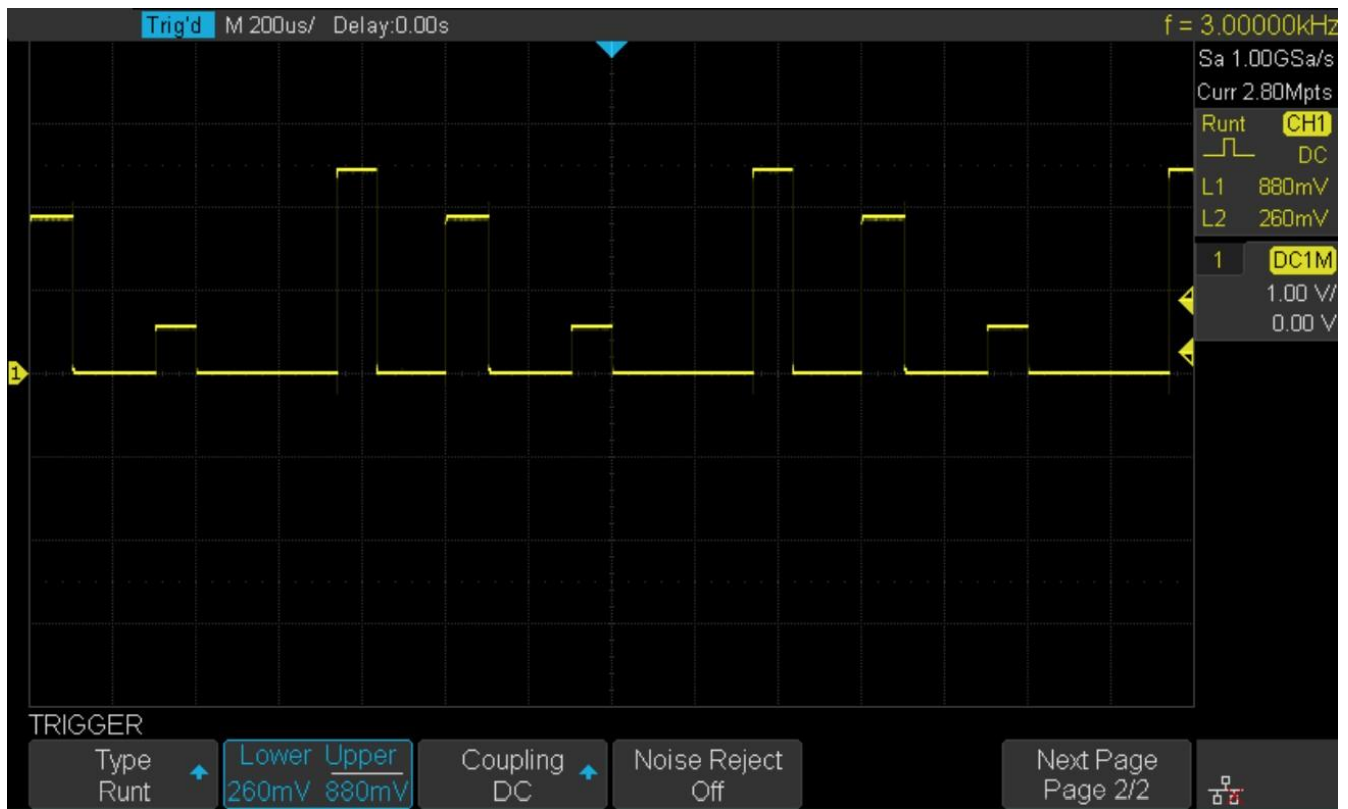 Trig'd M 200us/ Delay:0.00s f = 3.00000kHz
Sa 1.00GSa/s
Curr 2.80Mpts
Runt CH1
DC
L1 880mV
L2 260mV
1 DC1M
1.00 V/
0.00 V
1
TRIGGER
Type
Runt
Lower Upper
260mV 880mV
Coupling
DC
Noise Reject
Off
Next Page
Page 2/2